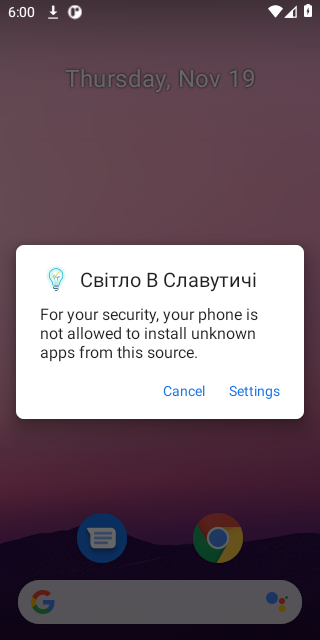 6:00
Thursday, Nov 19
Світло В Славутичі
For your security, your phone is
not allowed to install unknown
apps from this source.
Cancel Settings